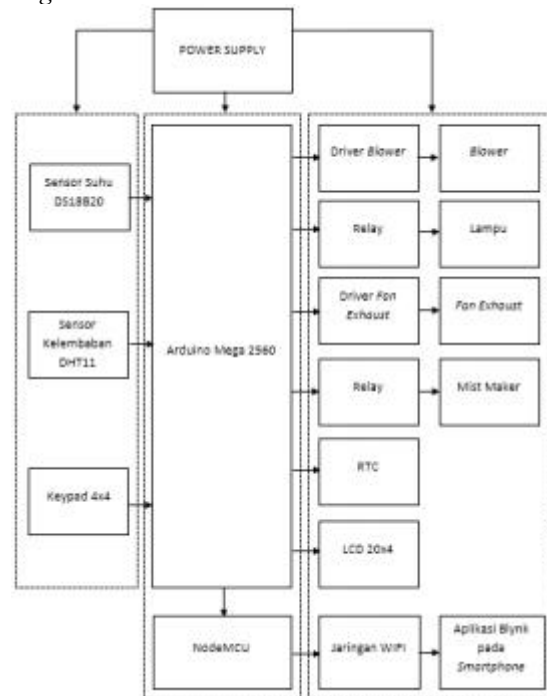 POWER SUPPLY
Sensor Suhu
DS18B20
Sensor
Kelembaban
DHT11
Keypad 4x4
Arduino Mega 2560
NodeMCU
Driver Blower
Blower
Relay
Lampu
Driver Fan
Exhaust
Fan Exhaust
Relay
Mist Maker
RTC
LCD 20x4
Jaringan WIFI
Aplikasi Blynk
pada
Smartphone